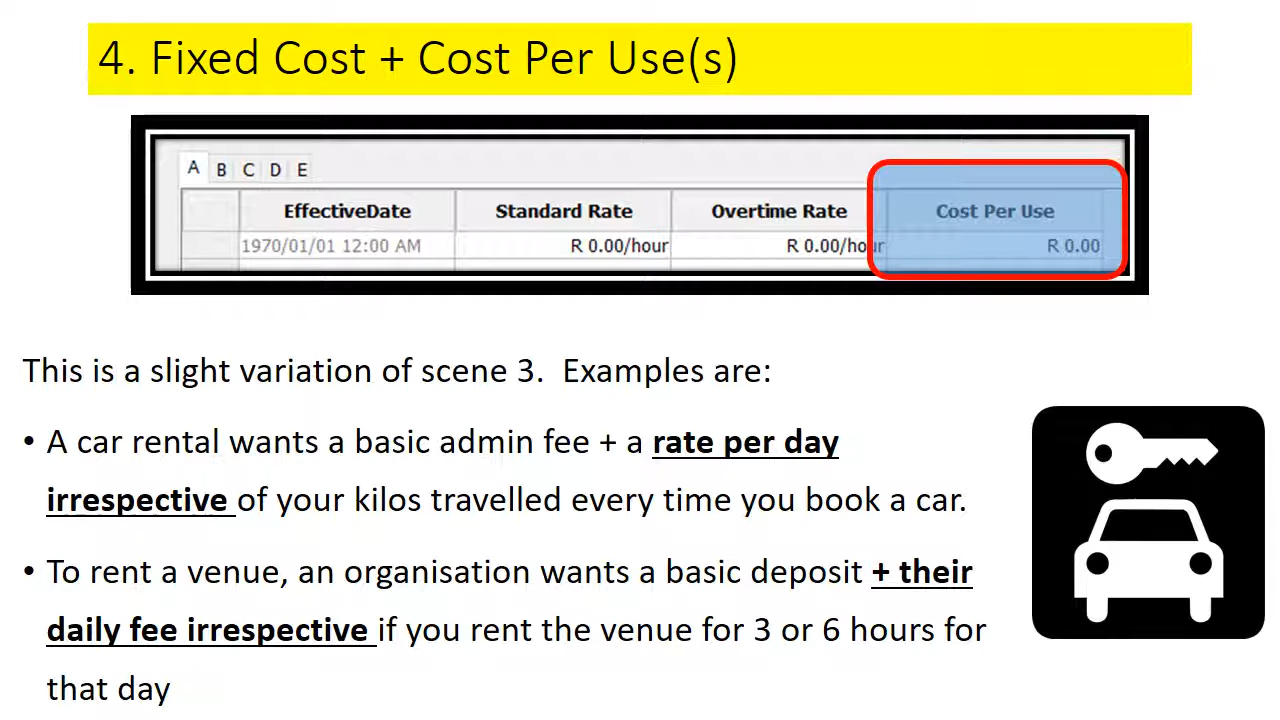 4. Fixed Cost + Cost Per Use(s)
A B C D E
EffectiveDate Standard Rate Overtime Rate Cost Per Use
1970/01/01 12:00 AM R 0.00/hour R 0.00/hour R 0.00
This is a slight variation of scene 3. Examples are:
• A car rental wants a basic admin fee + a rate per day
irrespective of your kilos travelled every time you book a car.
• To rent a venue, an organisation wants a basic deposit + their
daily fee irrespective if you rent the venue for 3 or 6 hours for
that day